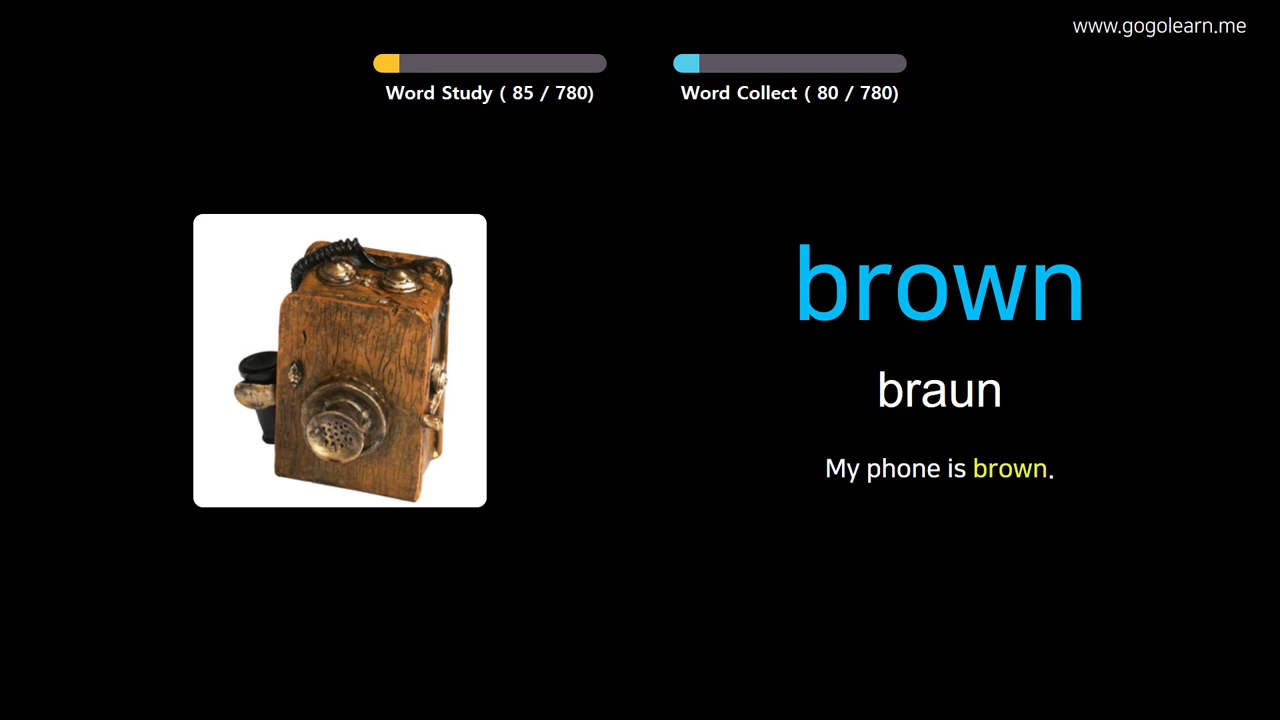 www.gogolearn.me
Word Study ( 85 / 780)
Word Collect ( 80 / 780)
brown
braun
My phone is brown.